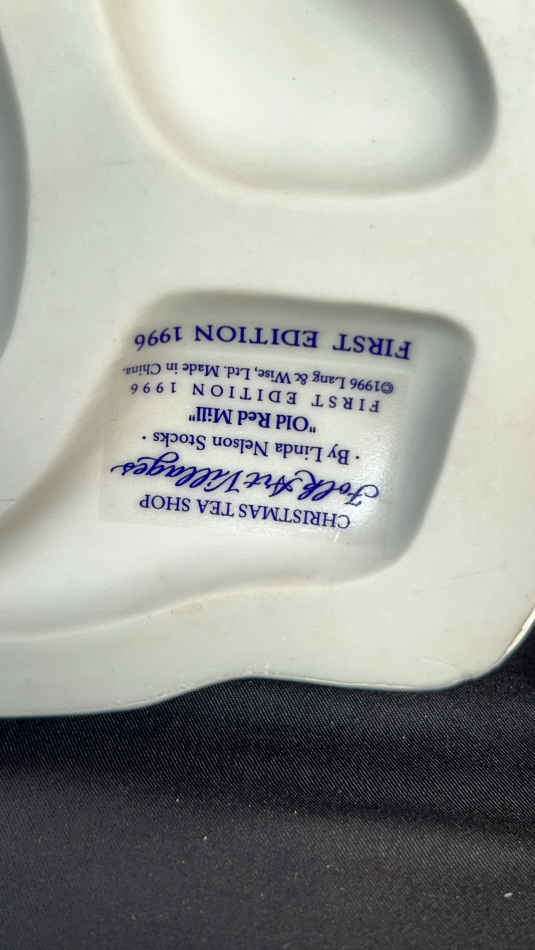 CHRISTMAS TEA SHOP
Folk Art Villages
· By Linda Nelson Stocks ·
"Old Red Mill"
FIRST EDITION 1996
©1996 Lang & Wise, Ltd. Made in China.
FIRST EDITION 1996